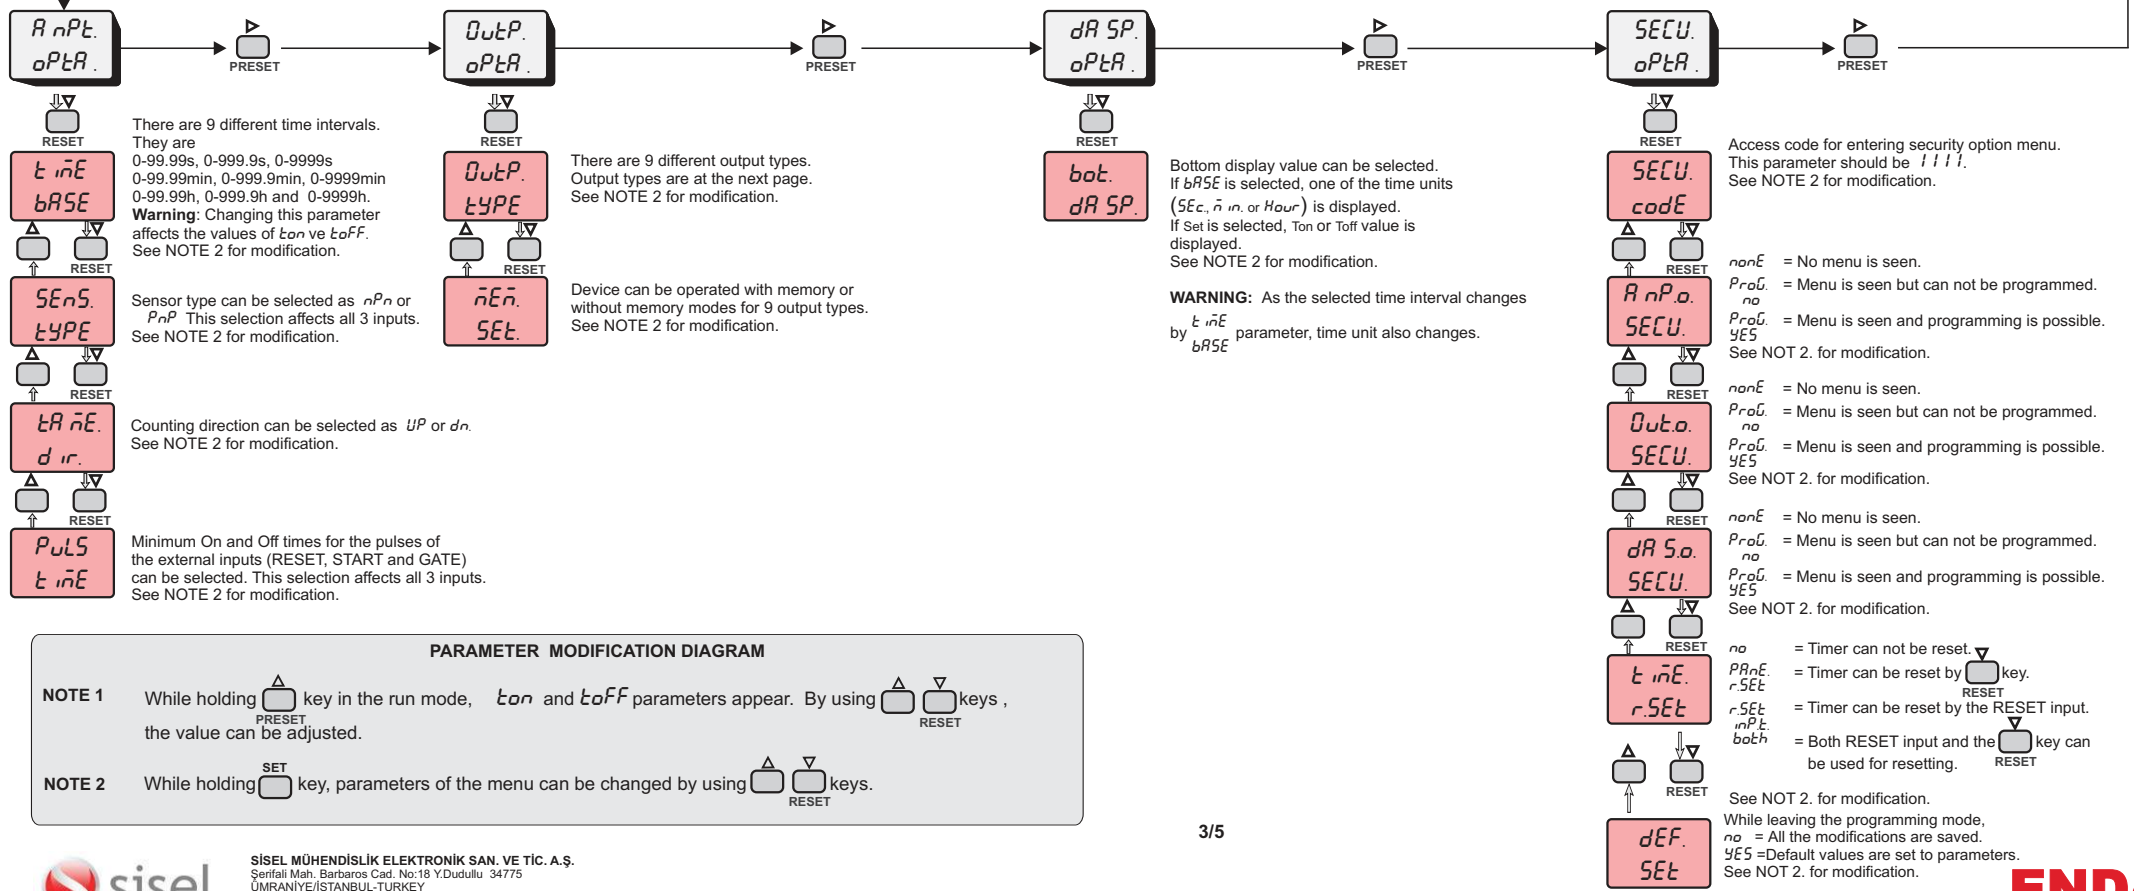 A nPt.
oPtA.
PRESET
OutP.
oPtA.
PRESET
dA SP.
oPtA.
PRESET
SECU.
oPtA.
PRESET
RESET
t imE
bASE
There are 9 different time intervals.
They are
0-99.99s, 0-999.9s, 0-9999s
0-99.99min, 0-999.9min, 0-9999min
0-99.99h, 0-999.9h and 0-9999h.
Warning: Changing this parameter
affects the values of ton ve toFF.
See NOTE 2 for modification.
RESET
SEnS.
tYPE
Sensor type can be selected as nPn or
PnP This selection affects all 3 inputs.
See NOTE 2 for modification.
RESET
tA mE.
d ir.
Counting direction can be selected as UP or dn.
See NOTE 2 for modification.
RESET
PuLS
t imE
Minimum On and Off times for the pulses of
the external inputs (RESET, START and GATE)
can be selected. This selection affects all 3 inputs.
See NOTE 2 for modification.
RESET
OutP.
tYPE
There are 9 different output types.
Output types are at the next page.
See NOTE 2 for modification.
RESET
mEm.
SEt.
Device can be operated with memory or
without memory modes for 9 output types.
See NOTE 2 for modification.
RESET
bot.
dA SP.
Bottom display value can be selected.
If bASE is selected, one of the time units
(SEc., m in. or Hour) is displayed.
If Set is selected, Ton or Toff value is
displayed.
See NOTE 2 for modification.
WARNING: As the selected time interval changes
by t imE bASE parameter, time unit also changes.
RESET
SECU.
codE
Access code for entering security option menu.
This parameter should be 1111.
See NOTE 2 for modification.
RESET
A nP.o.
SECU.
nonE = No menu is seen.
ProG. no = Menu is seen but can not be programmed.
ProG. YES = Menu is seen and programming is possible.
See NOT 2. for modification.
RESET
Out.o.
SECU.
nonE = No menu is seen.
ProG. no = Menu is seen but can not be programmed.
ProG. YES = Menu is seen and programming is possible.
See NOT 2. for modification.
RESET
dA S.o.
SECU.
nonE = No menu is seen.
ProG. no = Menu is seen but can not be programmed.
ProG. YES = Menu is seen and programming is possible.
See NOT 2. for modification.
RESET
t imE.
r.SEt
no = Timer can not be reset.
PAnE. r.SEt = Timer can be reset by key.
RESET
r.SEt inP.t. = Timer can be reset by the RESET input.
both = Both RESET input and the key can
be used for resetting. RESET
See NOT 2. for modification.
RESET
dEF.
SEt
While leaving the programming mode,
no = All the modifications are saved.
YES =Default values are set to parameters.
See NOT 2. for modification.
PARAMETER MODIFICATION DIAGRAM
NOTE 1 While holding key in the run mode, ton and toFF parameters appear. By using keys ,
PRESET RESET
the value can be adjusted.
SET
NOTE 2 While holding key, parameters of the menu can be changed by using keys.
RESET
3/5
sisel
SİSEL MÜHENDİSLİK ELEKTRONİK SAN. VE TİC. A.Ş.
Şerifali Mah. Barbaros Cad. No:18 Y.Dudullu 34775
ÜMRANİYE/İSTANBUL-TURKEY
END